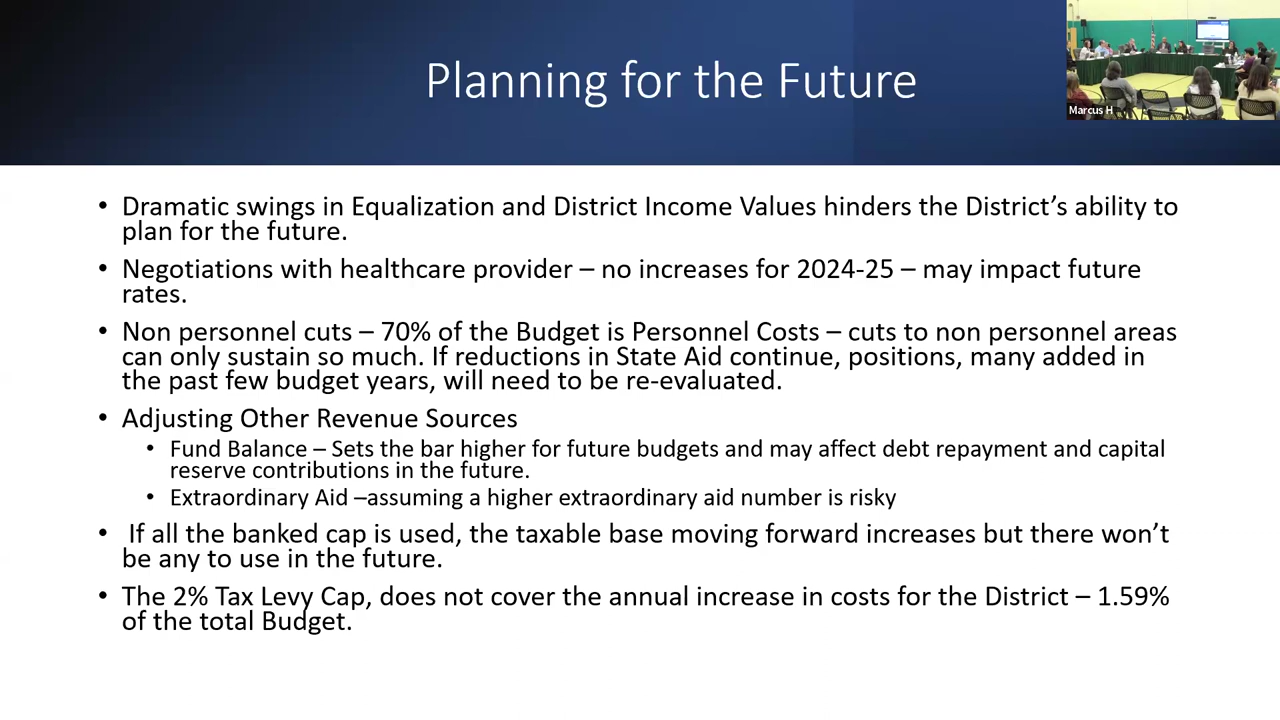 Planning for the Future
Marcus H
• Dramatic swings in Equalization and District Income Values hinders the District’s ability to
plan for the future.
• Negotiations with healthcare provider – no increases for 2024-25 – may impact future
rates.
• Non personnel cuts – 70% of the Budget is Personnel Costs – cuts to non personnel areas
can only sustain so much. If reductions in State Aid continue, positions, many added in
the past few budget years, will need to be re-evaluated.
• Adjusting Other Revenue Sources
• Fund Balance – Sets the bar higher for future budgets and may affect debt repayment and capital
reserve contributions in the future.
• Extraordinary Aid –assuming a higher extraordinary aid number is risky
• If all the banked cap is used, the taxable base moving forward increases but there won’t
be any to use in the future.
• The 2% Tax Levy Cap, does not cover the annual increase in costs for the District – 1.59%
of the total Budget.